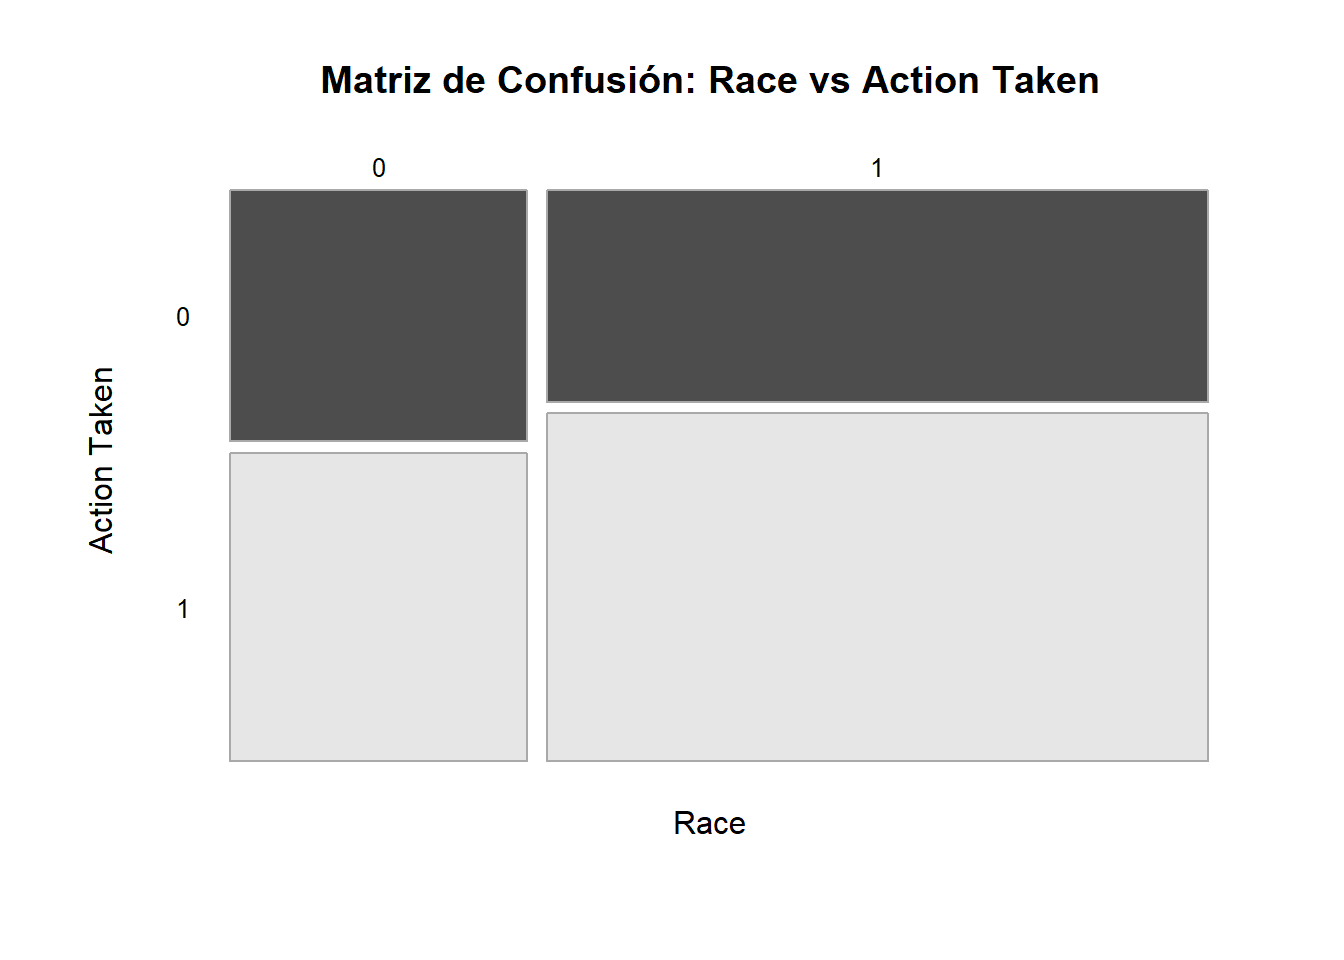 Matriz de Confusión: Race vs Action Taken
0 1
0
Action Taken
1
Race